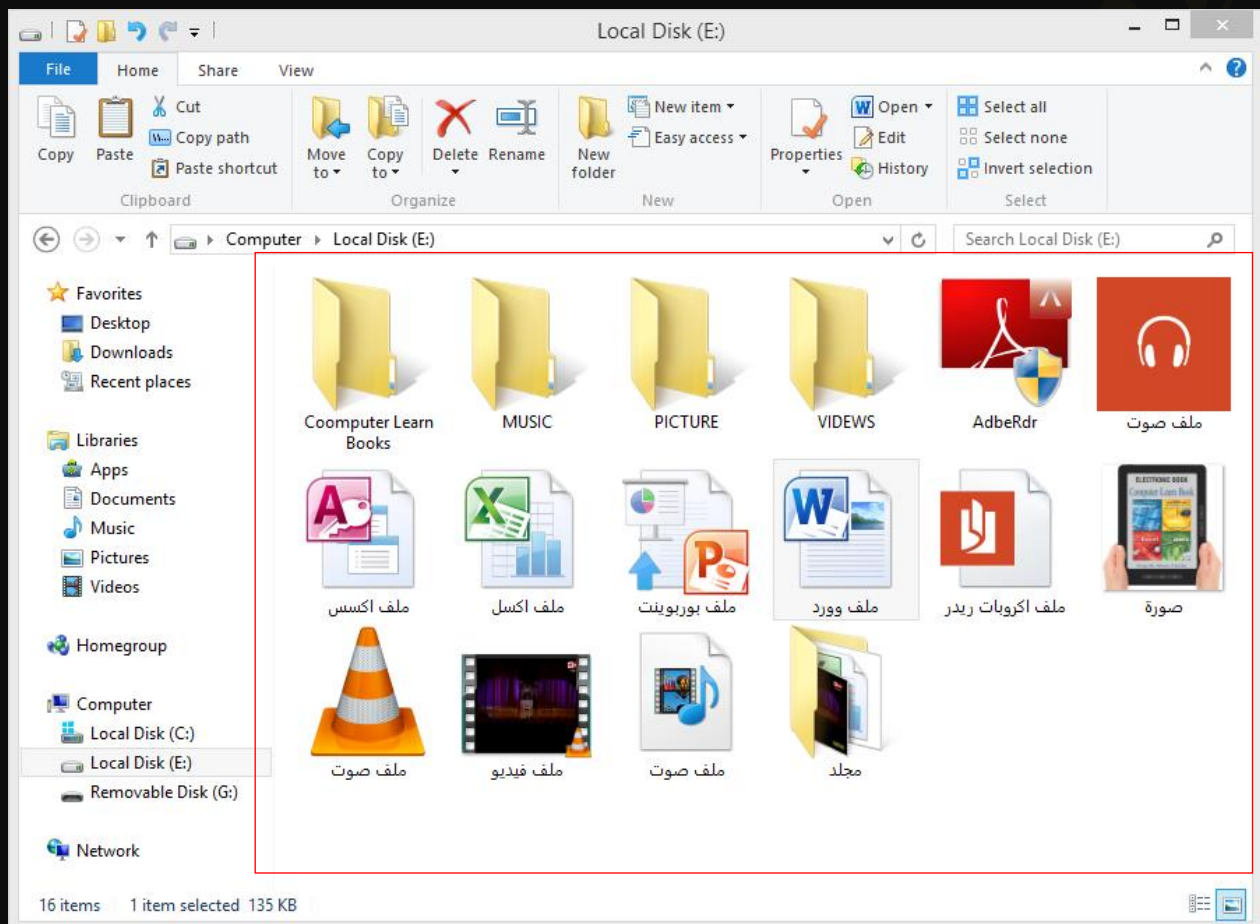 Local Disk (E:)
File Home Share View
Copy
Paste
Cut
Copy path
Paste shortcut
Clipboard
Move to
Copy to
Delete
Rename
Organize
New folder
New item
Easy access
New
Properties
Open
Edit
History
Open
Select all
Select none
Invert selection
Select
Computer Local Disk (E:)
Search Local Disk (E:)
Favorites
Desktop
Downloads
Recent places
Libraries
Apps
Documents
Music
Pictures
Videos
Homegroup
Computer
Local Disk (C:)
Local Disk (E:)
Removable Disk (G:)
Network
Coomputer Learn
Books
MUSIC
PICTURE
VIDEWS
AdbeRdr
ملف صوت
ملف اكسس
ملف اكسل
ملف بوربوينت
ملف وورد
ملف اكروبات ريدر
صورة
ELECTRONIC BOOK
Computer Learn Book
ملف صوت
ملف فيديو
ملف صوت
مجلد
16 items 1 item selected 135 KB